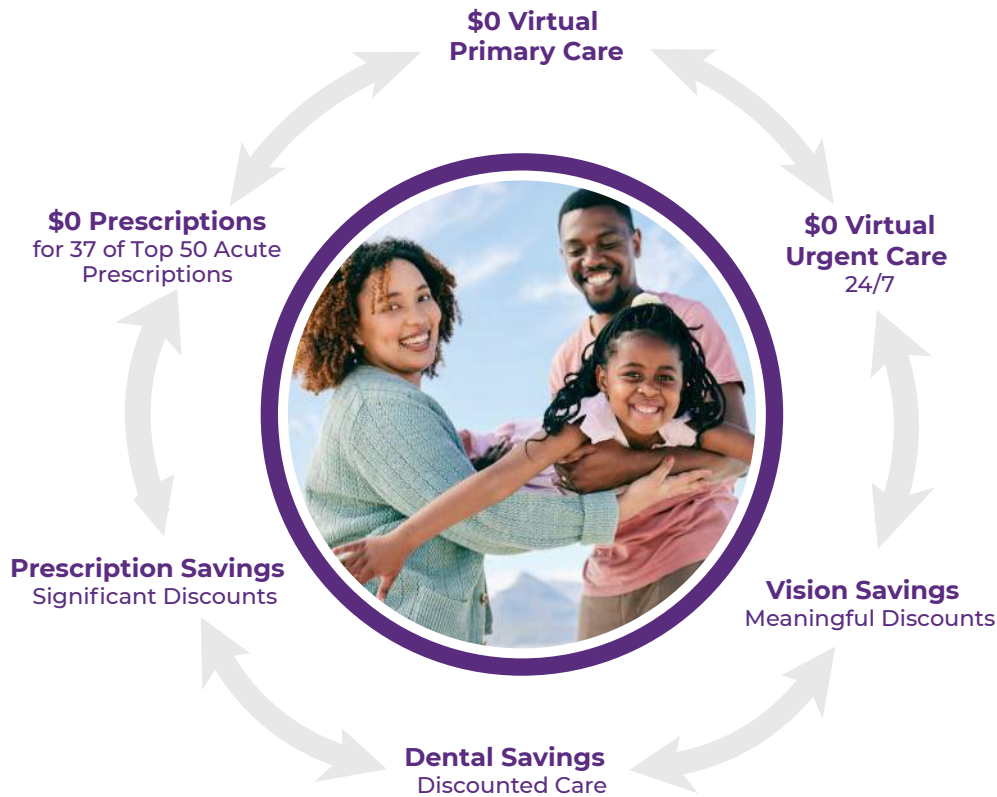 $0 Virtual
Primary Care
$0 Virtual
Urgent Care
24/7
Vision Savings
Meaningful Discounts
Dental Savings
Discounted Care
Prescription Savings
Significant Discounts
$0 Prescriptions
for 37 of Top 50 Acute
Prescriptions